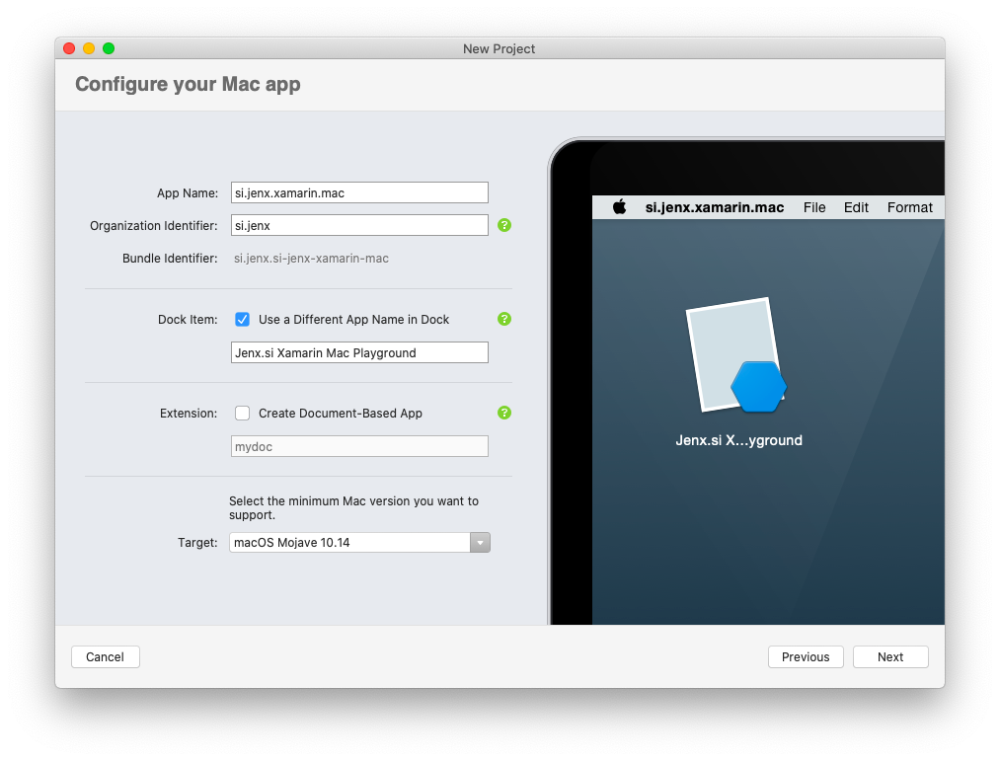 New Project
Configure your Mac app
App Name: si.jenx.xamarin.mac
Organization Identifier: si.jenx ?
Bundle Identifier: si.jenx.si-jenx-xamarin-mac
Dock Item: Use a Different App Name in Dock ?
Jenx.si Xamarin Mac Playground
Extension: Create Document-Based App ?
mydoc
Select the minimum Mac version you want to
support.
Target: macOS Mojave 10.14
si.jenx.xamarin.mac File Edit Format
Jenx.si X...yground
Cancel Previous Next